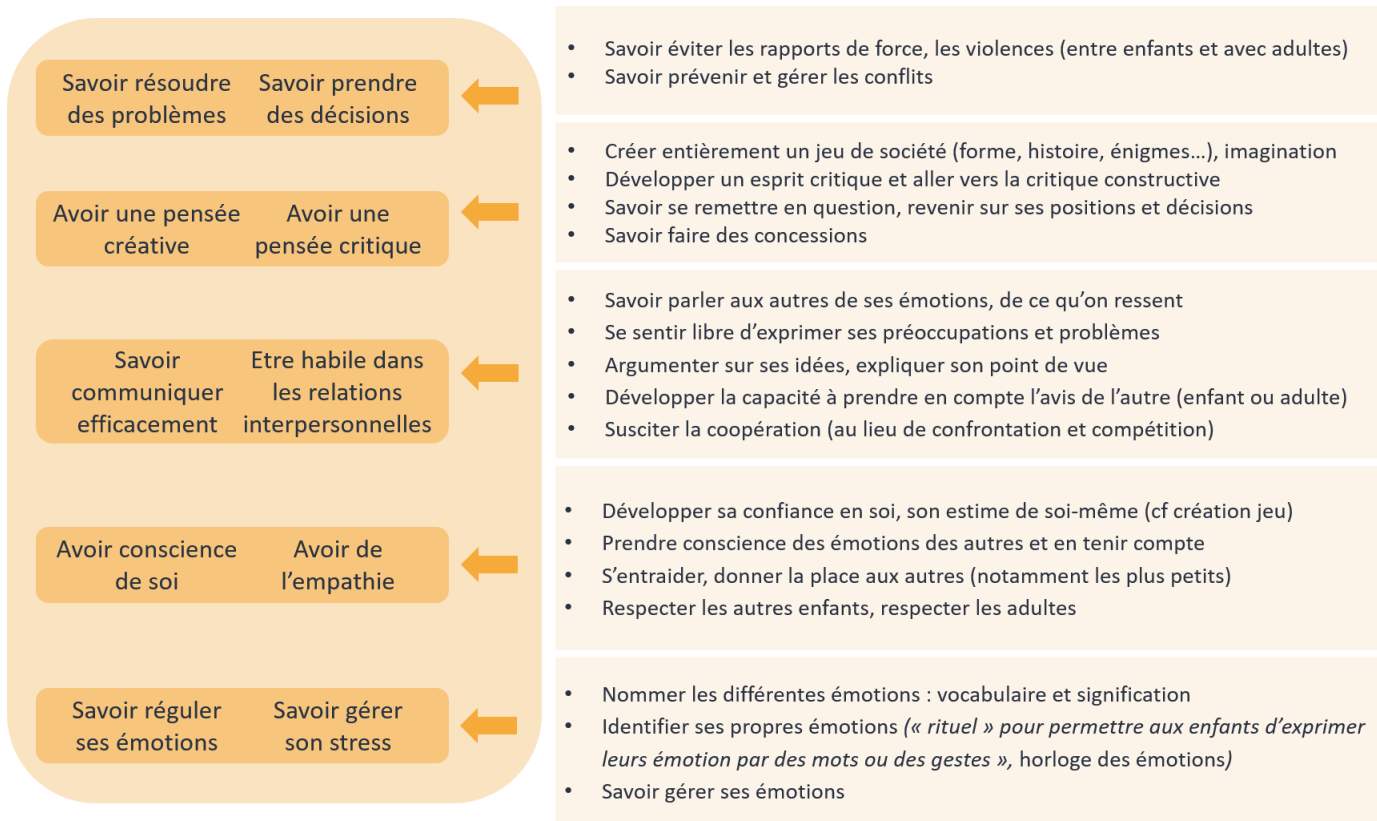 Savoir résoudre des problèmes
Savoir prendre des décisions
• Savoir éviter les rapports de force, les violences (entre enfants et avec adultes)
• Savoir prévenir et gérer les conflits
Avoir une pensée créative
Avoir une pensée critique
• Créer entièrement un jeu de société (forme, histoire, énigmes…), imagination
• Développer un esprit critique et aller vers la critique constructive
• Savoir se remettre en question, revenir sur ses positions et décisions
• Savoir faire des concessions
Savoir communiquer efficacement
Etre habile dans les relations interpersonnelles
• Savoir parler aux autres de ses émotions, de ce qu’on ressent
• Se sentir libre d’exprimer ses préoccupations et problèmes
• Argumenter sur ses idées, expliquer son point de vue
• Développer la capacité à prendre en compte l’avis de l’autre (enfant ou adulte)
• Susciter la coopération (au lieu de confrontation et compétition)
Avoir conscience de soi
Avoir de l’empathie
• Développer sa confiance en soi, son estime de soi-même (cf création jeu)
• Prendre conscience des émotions des autres et en tenir compte
• S’entraider, donner la place aux autres (notamment les plus petits)
• Respecter les autres enfants, respecter les adultes
Savoir réguler ses émotions
Savoir gérer son stress
• Nommer les différentes émotions : vocabulaire et signification
• Identifier ses propres émotions (« rituel » pour permettre aux enfants d’exprimer
leurs émotion par des mots ou des gestes », horloge des émotions)
• Savoir gérer ses émotions